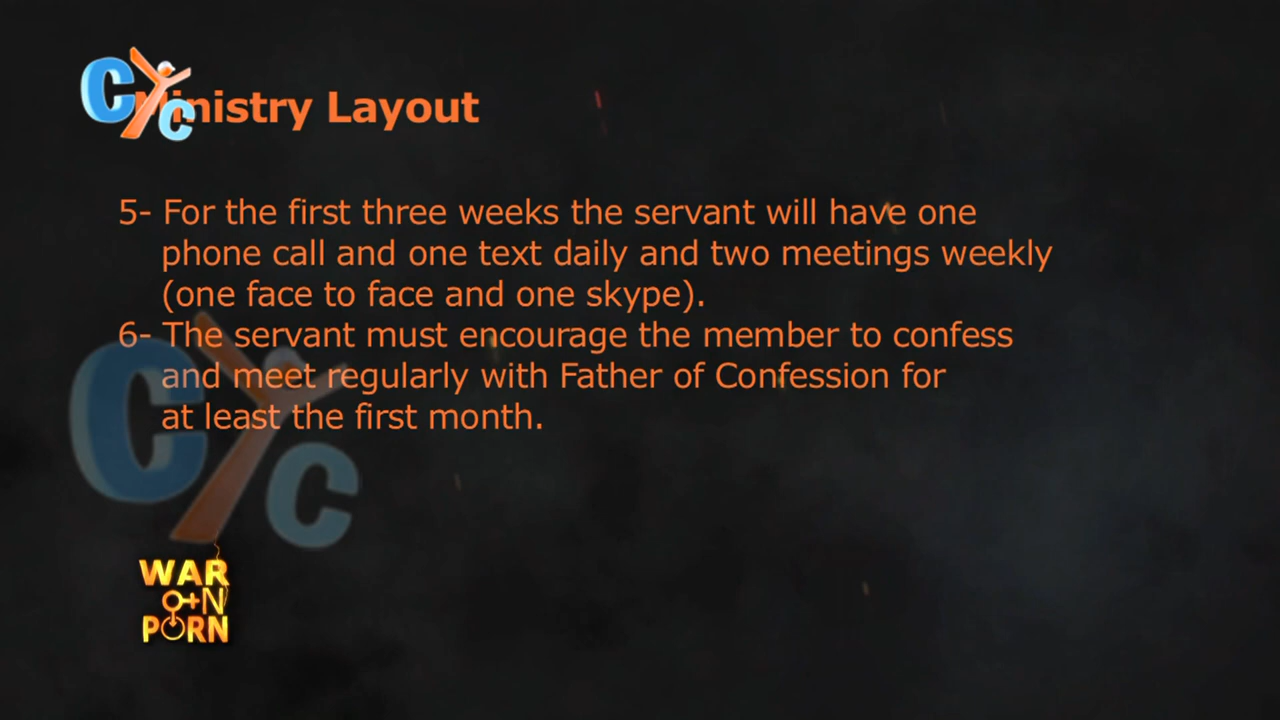 CYC
Ministry Layout
5- For the first three weeks the servant will have one
phone call and one text daily and two meetings weekly
(one face to face and one skype).
6- The servant must encourage the member to confess
and meet regularly with Father of Confession for
at least the first month.
CYC
WAR
ON
PORN